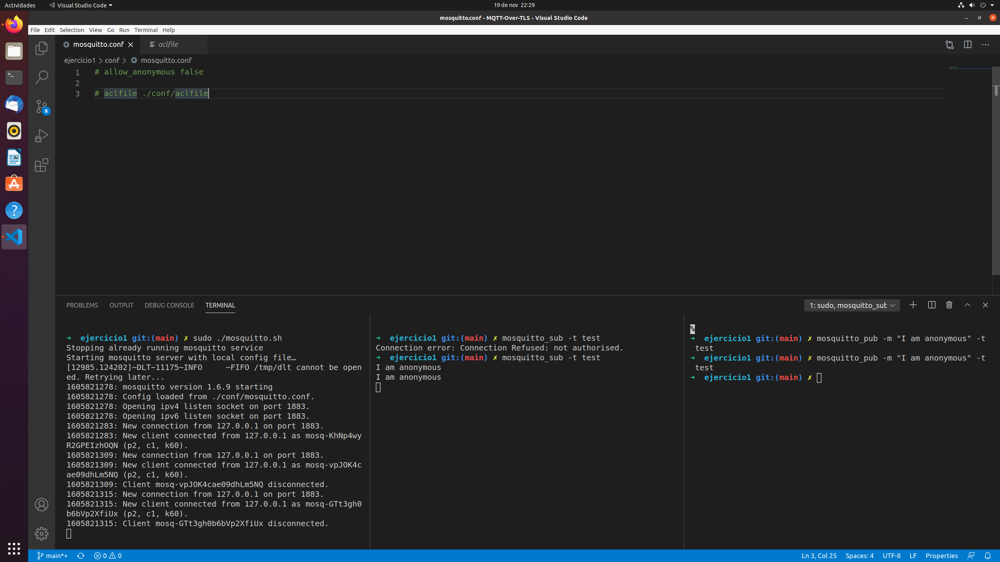 Actividades
Visual Studio Code
19 de nov 22:29
mosquitto.conf - MQTT-Over-TLS - Visual Studio Code
File Edit Selection View Go Run Terminal Help
mosquitto.conf
aclfile
ejercicio1 > conf > mosquitto.conf
1 # allow_anonymous false
2
3 # aclfile ./conf/aclfile
8
PROBLEMS OUTPUT DEBUG CONSOLE TERMINAL
1: sudo, mosquitto_sub
➜ ejercicio1 git:(main) ✗ sudo ./mosquitto.sh
Stopping already running mosquitto service
Starting mosquitto server with local config file…
[12985.124202]~DLT~11175~INFO     ~FIFO /tmp/dlt cannot be open
ed. Retrying later...
1605821278: mosquitto version 1.6.9 starting
1605821278: Config loaded from ./conf/mosquitto.conf.
1605821278: Opening ipv4 listen socket on port 1883.
1605821278: Opening ipv6 listen socket on port 1883.
1605821283: New connection from 127.0.0.1 on port 1883.
1605821283: New client connected from 127.0.0.1 as mosq-KhNp4wy
R2GPEIzhOQN (p2, c1, k60).
1605821309: New connection from 127.0.0.1 on port 1883.
1605821309: New client connected from 127.0.0.1 as mosq-vpJOK4c
ae09dhLm5NQ (p2, c1, k60).
1605821309: Client mosq-vpJOK4cae09dhLm5NQ disconnected.
1605821315: New connection from 127.0.0.1 on port 1883.
1605821315: New client connected from 127.0.0.1 as mosq-GTt3gh0
b6bVp2XfiUx (p2, c1, k60).
1605821315: Client mosq-GTt3gh0b6bVp2XfiUx disconnected.
➜ ejercicio1 git:(main) ✗ mosquitto_sub -t test
Connection error: Connection Refused: not authorised.
➜ ejercicio1 git:(main) ✗ mosquitto_sub -t test
I am anonymous
I am anonymous
%
➜ ejercicio1 git:(main) ✗ mosquitto_pub -m "I am anonymous" -t
test
➜ ejercicio1 git:(main) ✗ mosquitto_pub -m "I am anonymous" -t
test
➜ ejercicio1 git:(main) ✗
main*+
0 0
Ln 3, Col 25 Spaces: 4 UTF-8 LF Properties